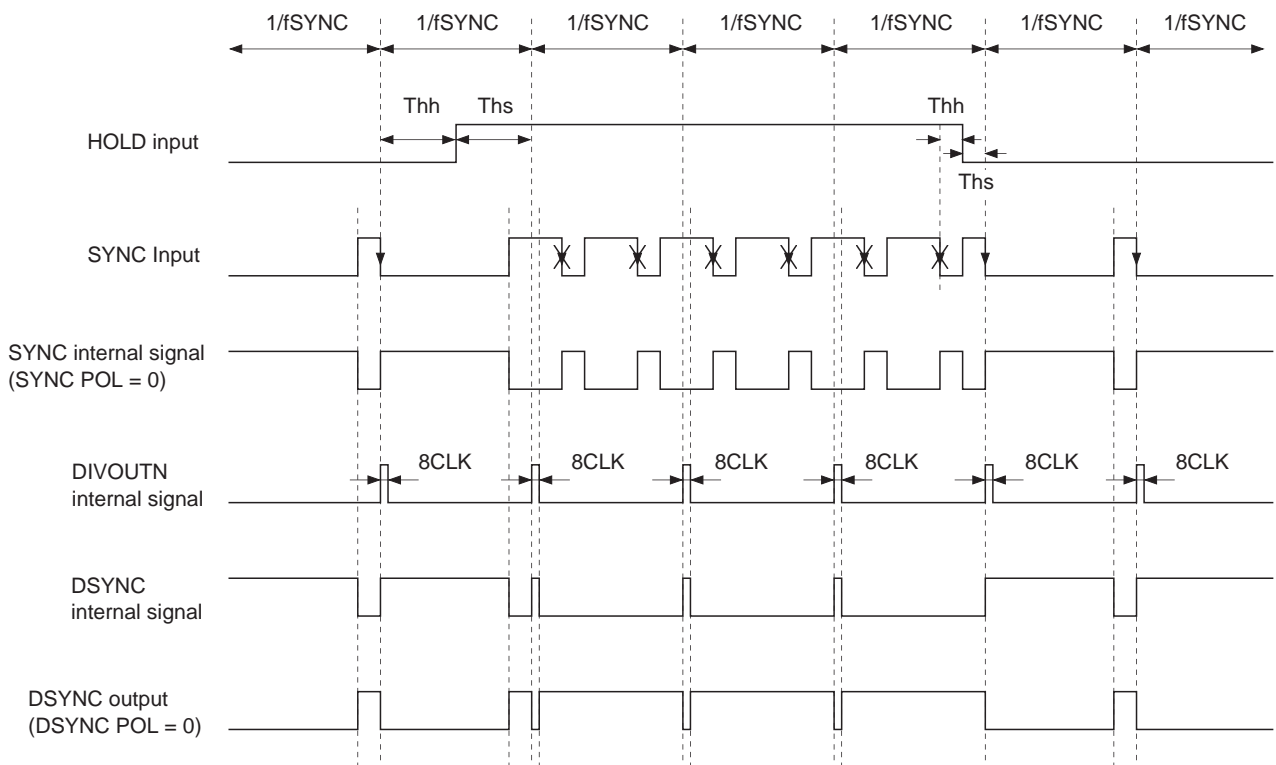 1/fSYNC 1/fSYNC 1/fSYNC 1/fSYNC 1/fSYNC 1/fSYNC 1/fSYNC
Thh Ths Thh
HOLD input
Ths
SYNC Input
SYNC internal signal
(SYNC POL = 0)
DIVOUTN
internal signal
8CLK 8CLK 8CLK 8CLK 8CLK 8CLK
DSYNC
internal signal
DSYNC output
(DSYNC POL = 0)